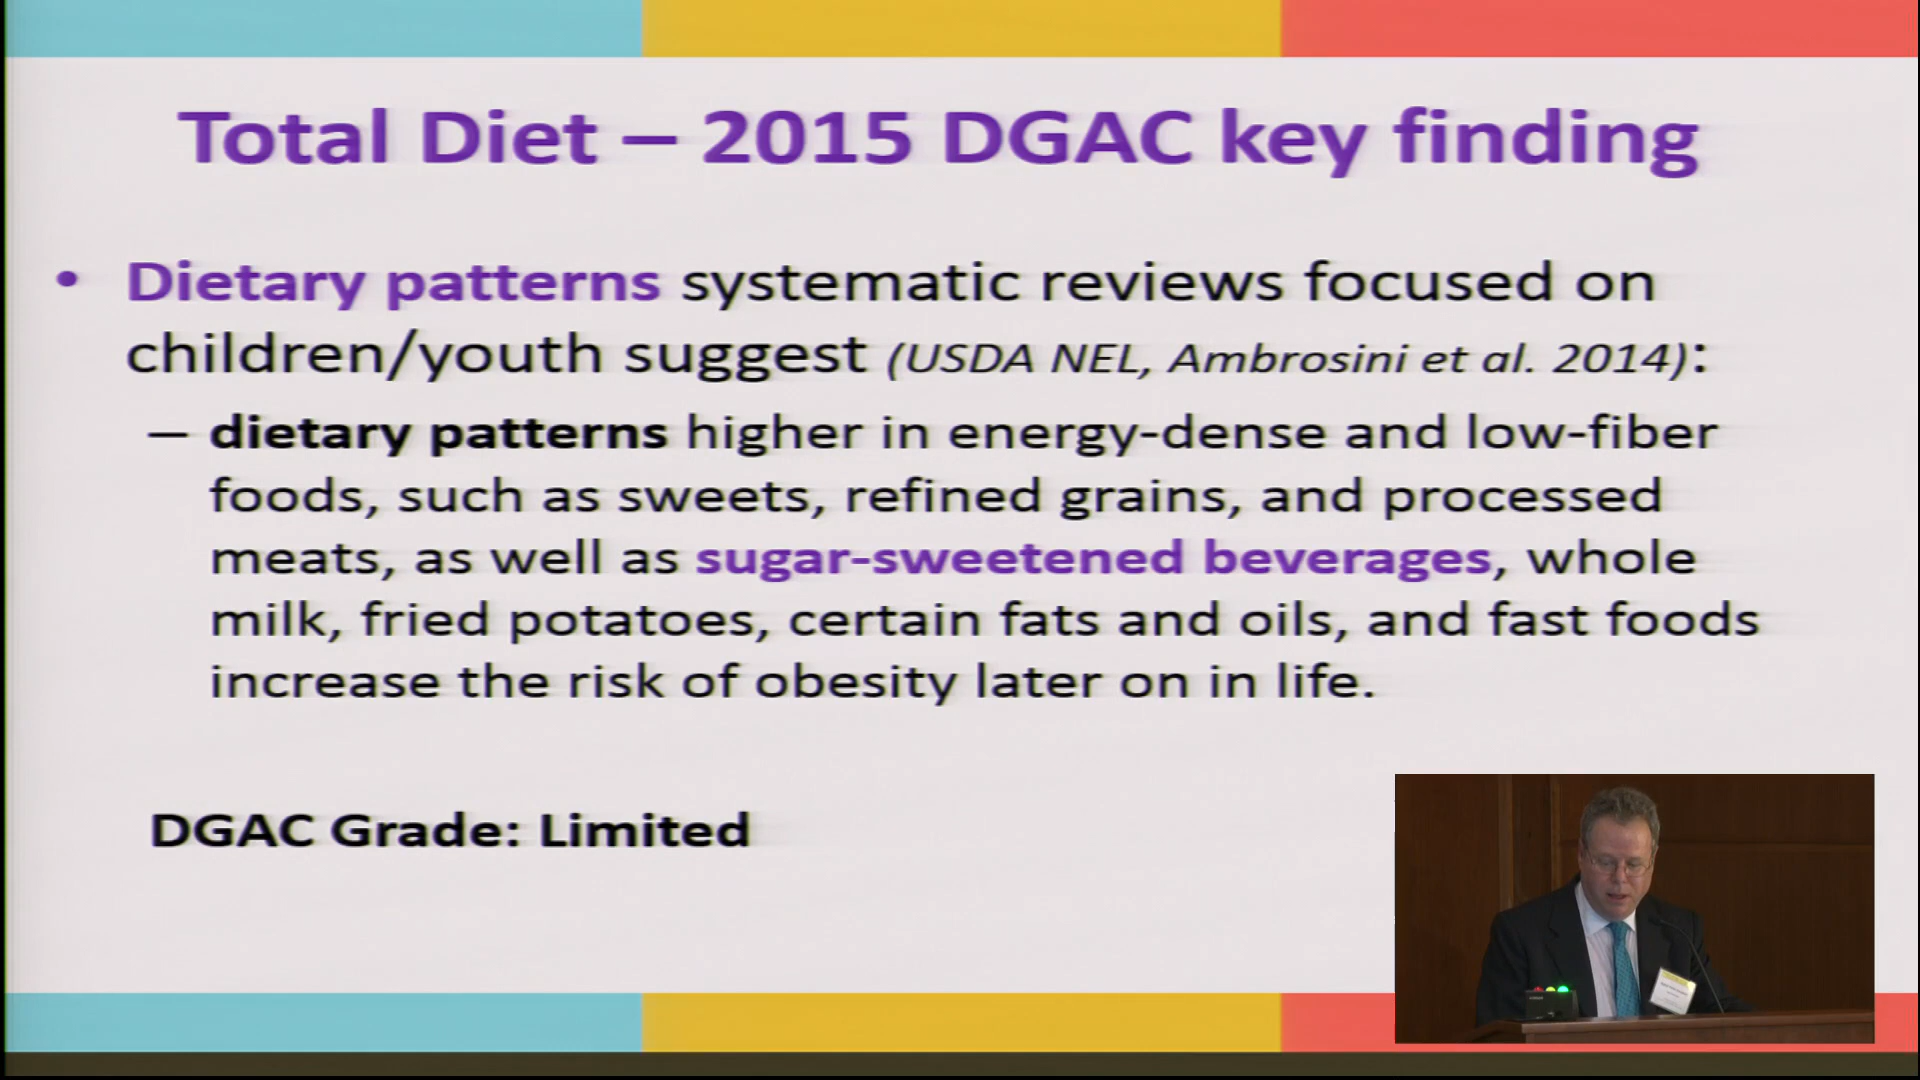 Total Diet – 2015 DGAC key finding
• Dietary patterns systematic reviews focused on
children/youth suggest (USDA NEL, Ambrosini et al. 2014):
– dietary patterns higher in energy-dense and low-fiber
foods, such as sweets, refined grains, and processed
meats, as well as sugar-sweetened beverages, whole
milk, fried potatoes, certain fats and oils, and fast foods
increase the risk of obesity later on in life.
DGAC Grade: Limited